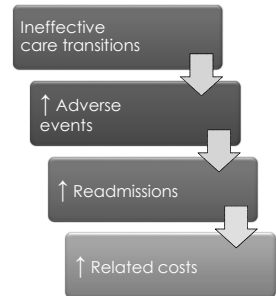 Ineffective
care transitions
↑ Adverse
events
↑ Readmissions
↑ Related costs